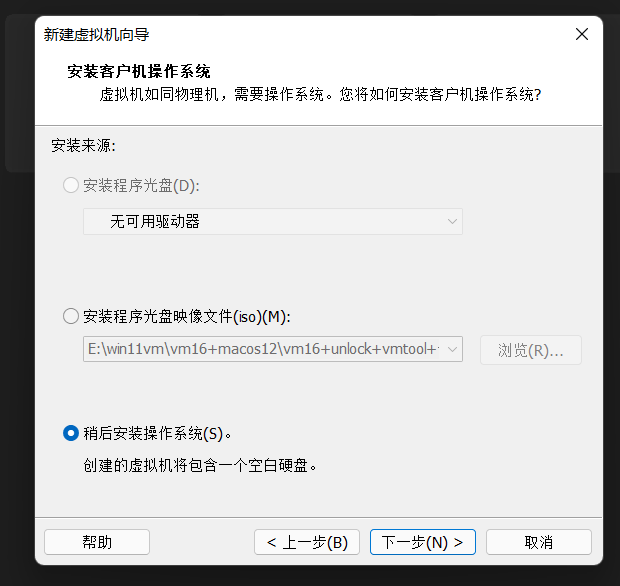 新建虚拟机向导
安装客户机操作系统
虚拟机如同物理机，需要操作系统。您将如何安装客户机操作系统?
安装来源:
安装程序光盘(D):
无可用驱动器
安装程序光盘映像文件(iso)(M):
E:\win11vm\vm16+macos12\vm16+unlock+vmtool+
浏览(R)...
稍后安装操作系统(S)。
创建的虚拟机将包含一个空白硬盘。
帮助
< 上一步(B)
下一步(N) >
取消